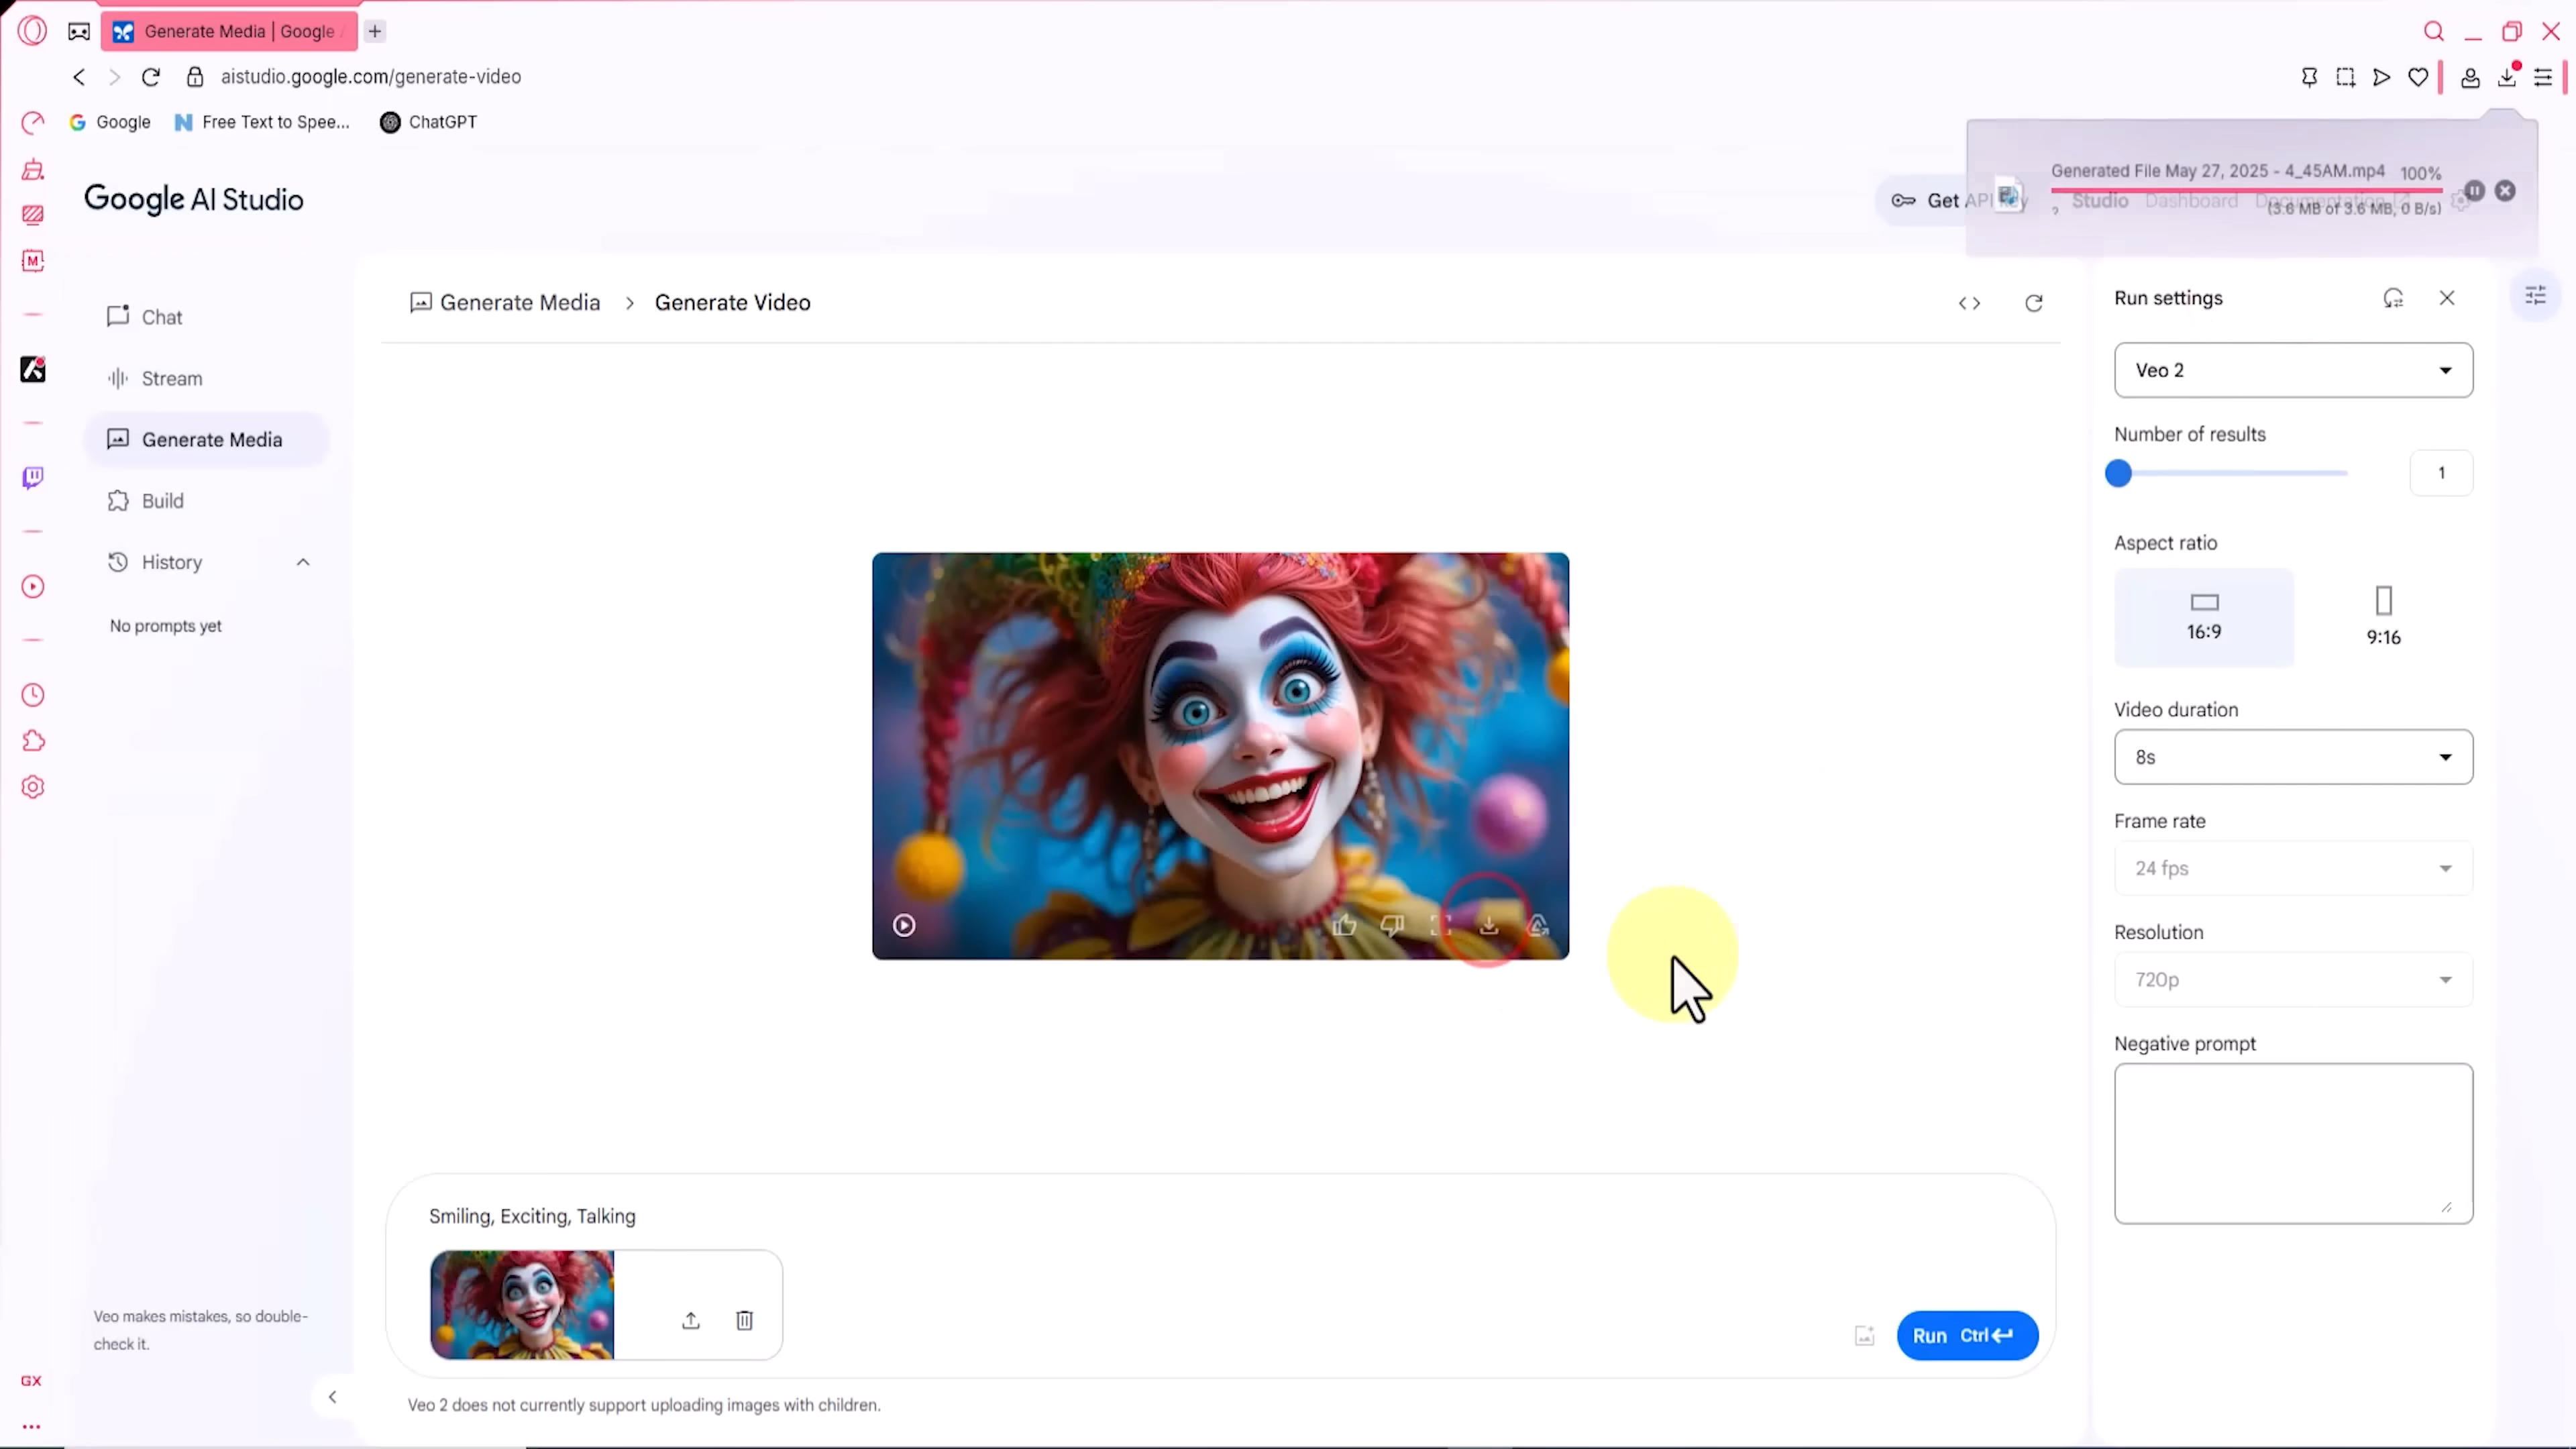 Generate Media | Google
aistudio.google.com/generate-video
Google
Free Text to Spee...
ChatGPT
Generated File May 27, 2025 - 4_45AM.mp4 100%
(3.6 MB of 3.6 MB, 0 B/s)
?
Google AI Studio
Get API key
Studio
Dashboard
Documentation
Chat
Stream
Generate Media
Build
History
No prompts yet
Veo makes mistakes, so double-
check it.
GX
M
Generate Media > Generate Video
Smiling, Exciting, Talking
Run Ctrl
Veo 2 does not currently support uploading images with children.
Run settings
Veo 2
Number of results
1
Aspect ratio
16:9
9:16
Video duration
8s
Frame rate
24 fps
Resolution
720p
Negative prompt